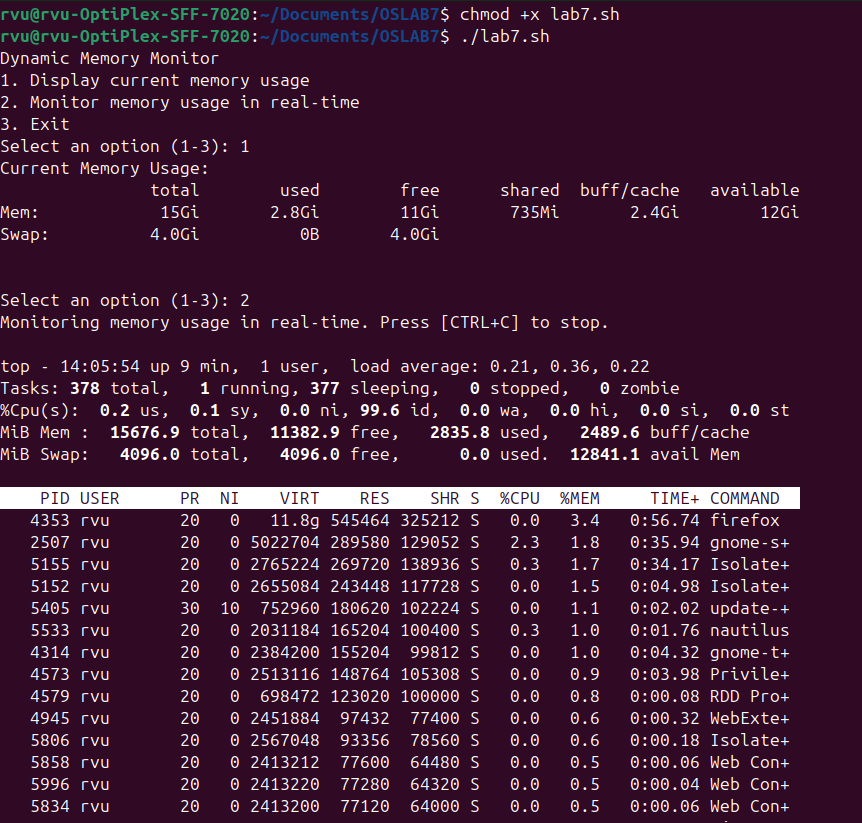 rvu@rvu-OptiPlex-SFF-7020:~/Documents/OSLAB7$ chmod +x lab7.sh
rvu@rvu-OptiPlex-SFF-7020:~/Documents/OSLAB7$ ./lab7.sh
Dynamic Memory Monitor
1. Display current memory usage
2. Monitor memory usage in real-time
3. Exit
Select an option (1-3): 1
Current Memory Usage:
               total        used        free      shared  buff/cache   available
Mem:            15Gi       2.8Gi        11Gi       735Mi       2.4Gi        12Gi
Swap:          4.0Gi          0B       4.0Gi
Select an option (1-3): 2
Monitoring memory usage in real-time. Press [CTRL+C] to stop.
top - 14:05:54 up 9 min,  1 user,  load average: 0.21, 0.36, 0.22
Tasks: 378 total,   1 running, 377 sleeping,   0 stopped,   0 zombie
%Cpu(s):  0.2 us,  0.1 sy,  0.0 ni, 99.6 id,  0.0 wa,  0.0 hi,  0.0 si,  0.0 st
MiB Mem :  15676.9 total,  11382.9 free,   2835.8 used,   2489.6 buff/cache
MiB Swap:   4096.0 total,   4096.0 free,      0.0 used.  12841.1 avail Mem
    PID USER      PR  NI    VIRT    RES    SHR S  %CPU  %MEM     TIME+ COMMAND
   4353 rvu       20   0   11.8g 545464 325212 S   0.0   3.4   0:56.74 firefox
   2507 rvu       20   0 5022704 289580 129052 S   2.3   1.8   0:35.94 gnome-s+
   5155 rvu       20   0 2765224 269720 138936 S   0.3   1.7   0:34.17 Isolate+
   5152 rvu       20   0 2655084 243448 117728 S   0.0   1.5   0:04.98 Isolate+
   5405 rvu       30  10  752960 180620 102224 S   0.0   1.1   0:02.02 update-+
   5533 rvu       20   0 2031184 165204 100400 S   0.3   1.0   0:01.76 nautilus
   4314 rvu       20   0 2384200 155204  99812 S   0.0   1.0   0:04.32 gnome-t+
   4573 rvu       20   0 2513116 148764 105308 S   0.0   0.9   0:03.98 Privile+
   4579 rvu       20   0  698472 123020 100000 S   0.0   0.8   0:00.08 RDD Pro+
   4945 rvu       20   0 2451884  97432  77400 S   0.0   0.6   0:00.32 WebExte+
   5806 rvu       20   0 2567048  93356  78560 S   0.0   0.6   0:00.18 Isolate+
   5858 rvu       20   0 2413212  77600  64480 S   0.0   0.5   0:00.06 Web Con+
   5996 rvu       20   0 2413220  77280  64320 S   0.0   0.5   0:00.04 Web Con+
   5834 rvu       20   0 2413200  77120  64000 S   0.0   0.5   0:00.06 Web Con+